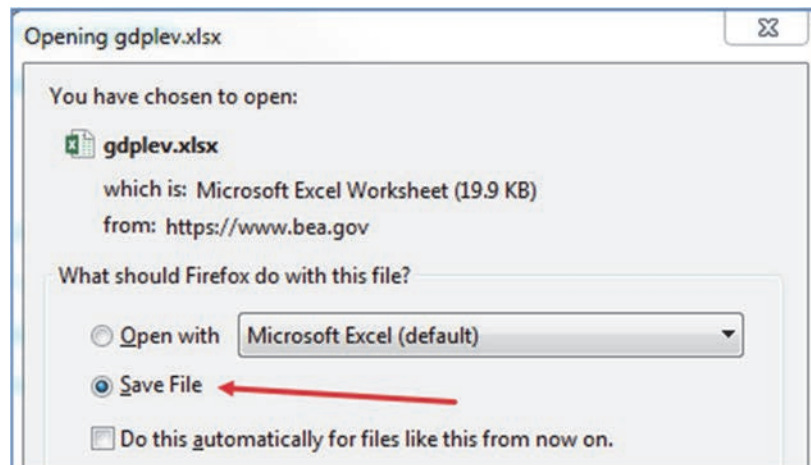 Opening gdplev.xlsx
You have chosen to open:
gdplev.xlsx
which is: Microsoft Excel Worksheet (19.9 KB)
from: https://www.bea.gov
What should Firefox do with this file?
Open with Microsoft Excel (default)
Save File
Do this automatically for files like this from now on.